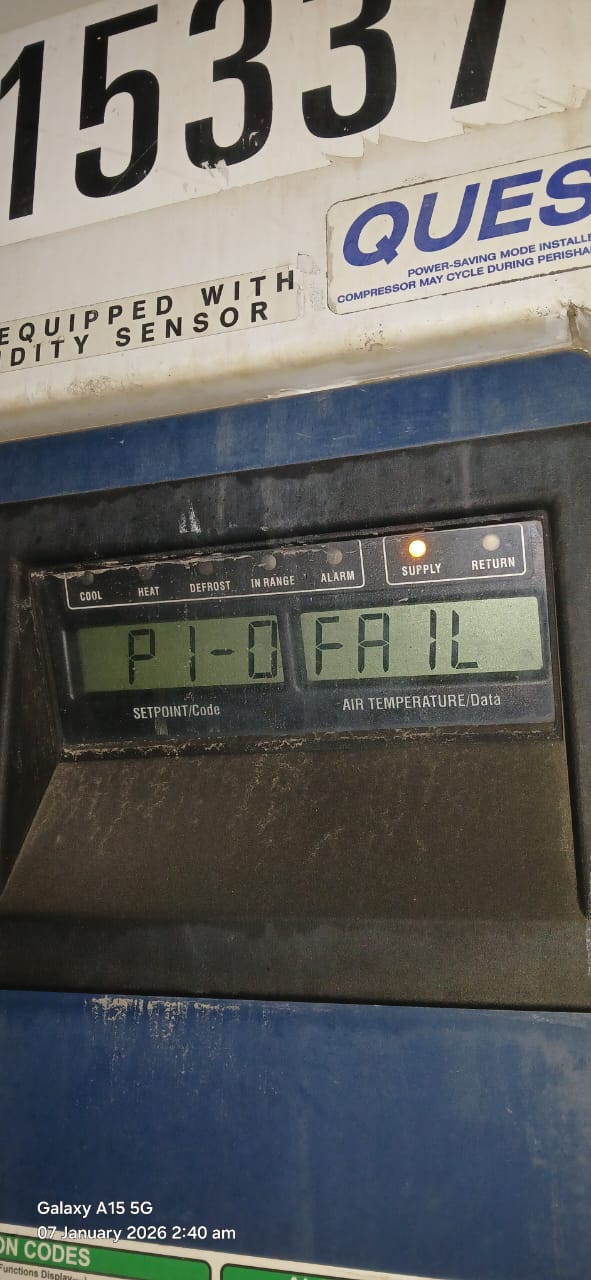 15337
QUES
POWER-SAVING MODE INSTALLE
COMPRESSOR MAY CYCLE DURING PERISHA
EQUIPPED WITH
DITY SENSOR
COOL HEAT DEFROST IN RANGE ALARM SUPPLY RETURN
P1-0 FAIL
SETPOINT/Code AIR TEMPERATURE/Data
Galaxy A15 5G
07 January 2026 2:40 am
ON CODES
Functions Display